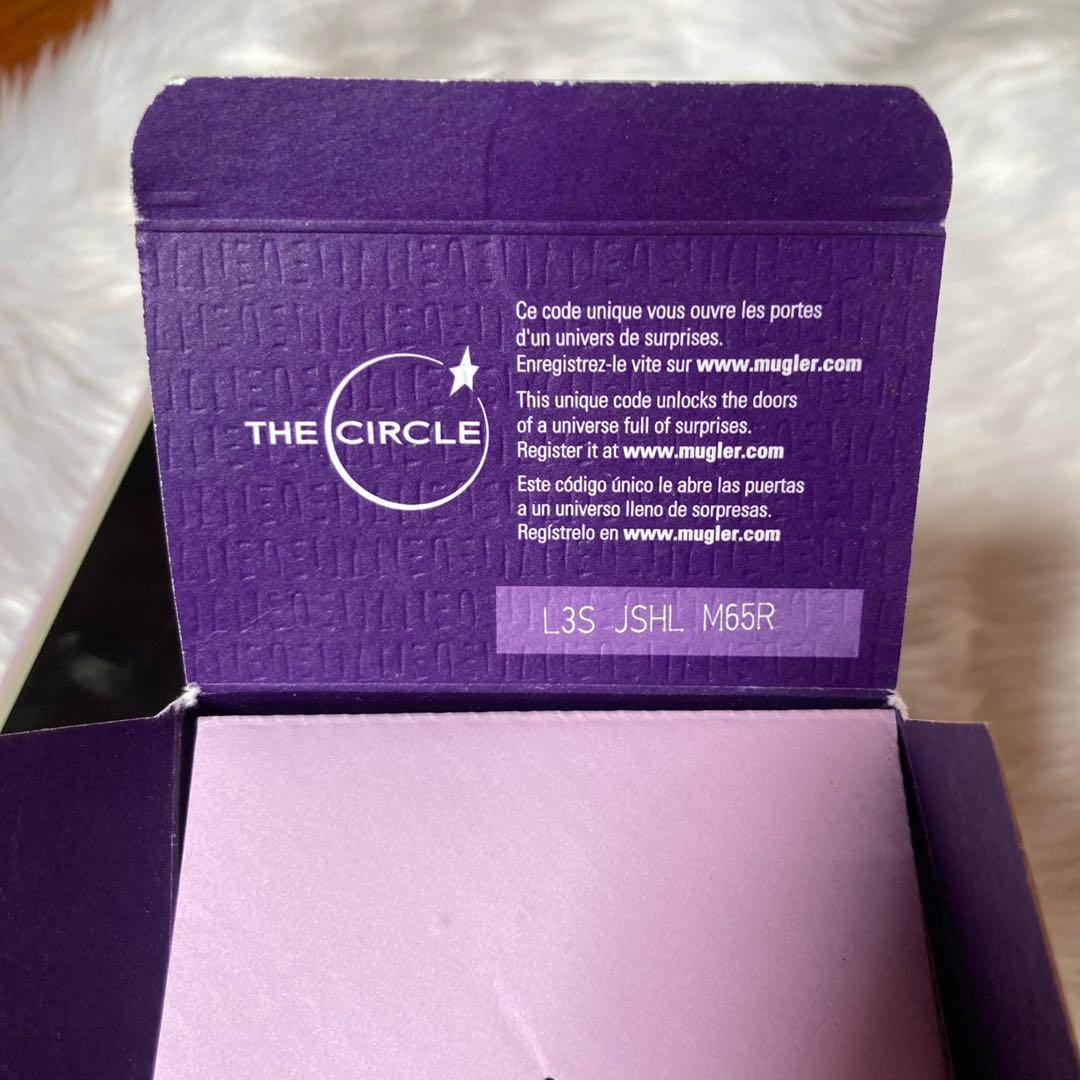 THE CIRCLE
Ce code unique vous ouvre les portes
d'un univers de surprises.
Enregistrez-le vite sur www.mugler.com
This unique code unlocks the doors
of a universe full of surprises.
Register it at www.mugler.com
Este código único le abre las puertas
a un universo lleno de sorpresas.
Regístrelo en www.mugler.com
L3S JSHL M65R